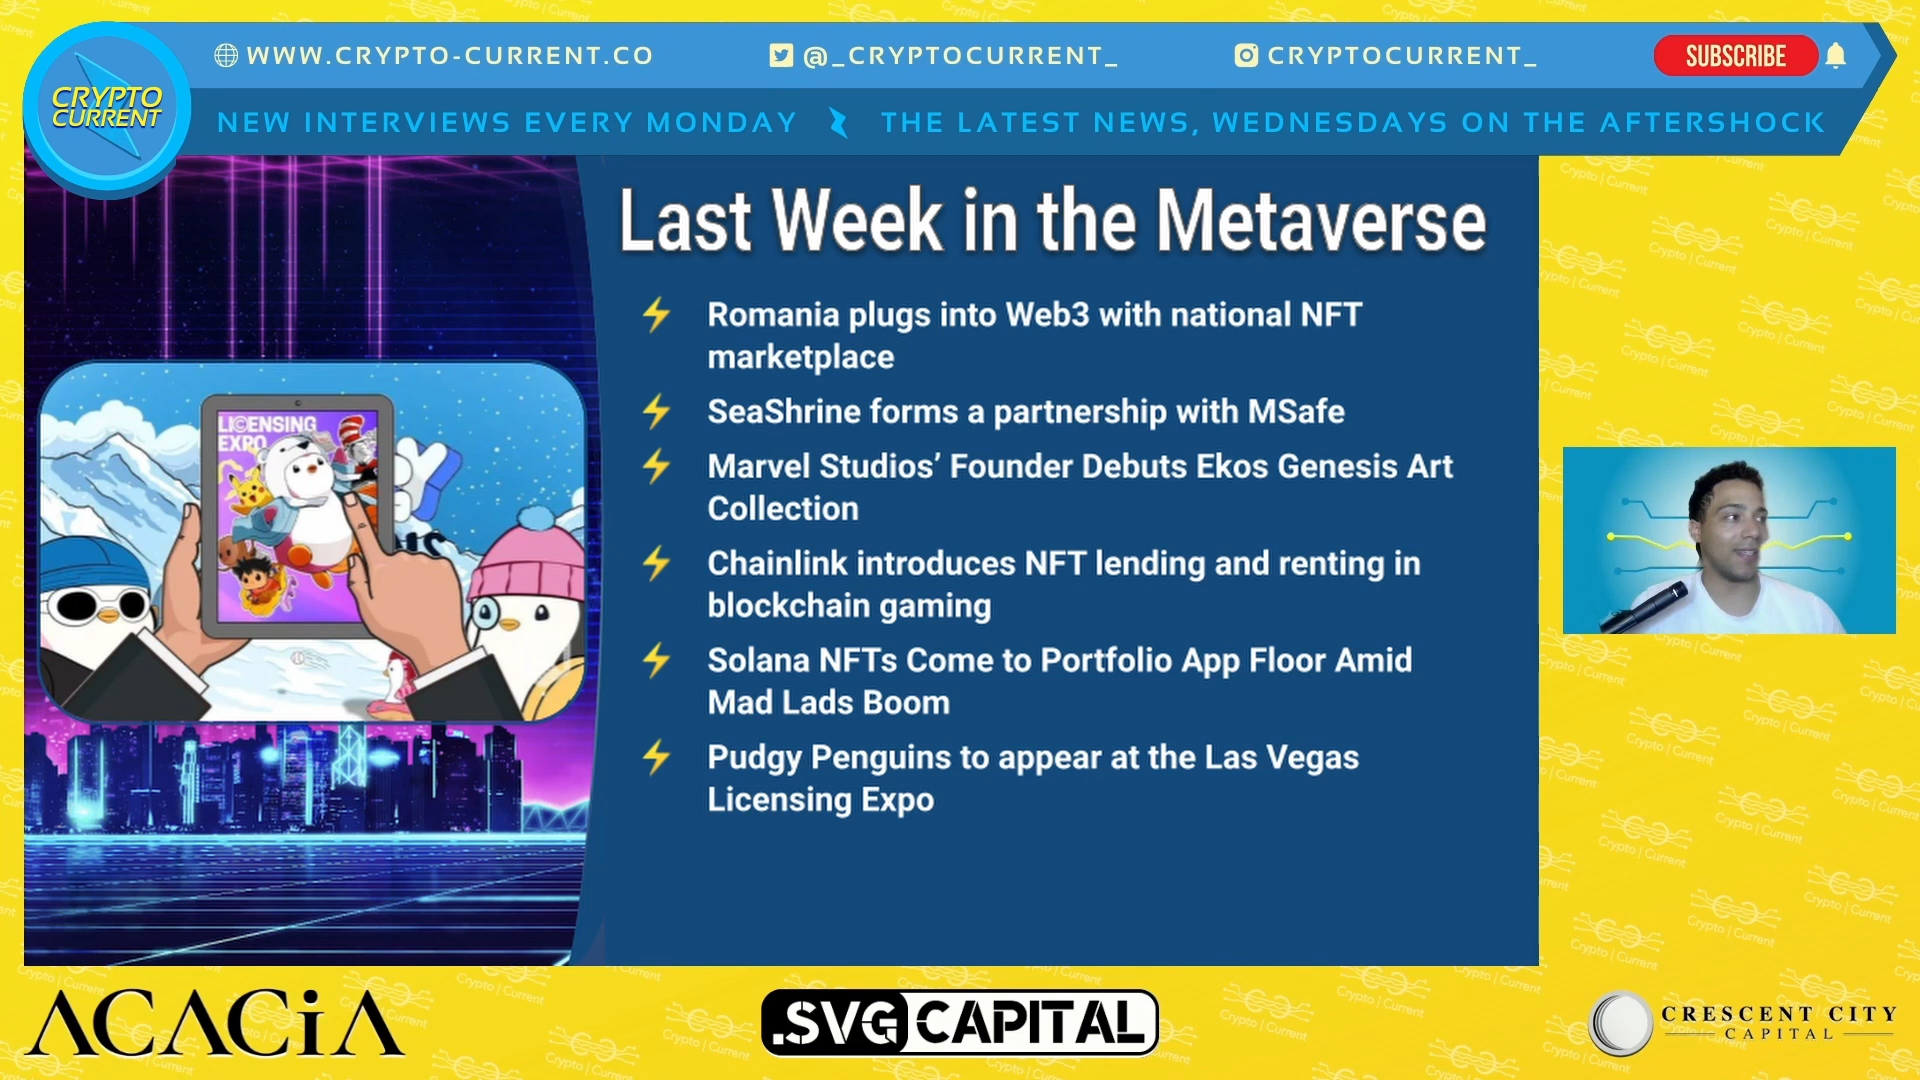 WWW.CRYPTO-CURRENT.CO
@_CRYPTOCURRENT_
CRYPTOCURRENT_
SUBSCRIBE
CRYPTO
CURRENT
NEW INTERVIEWS EVERY MONDAY
THE LATEST NEWS, WEDNESDAYS ON THE AFTERSHOCK
Last Week in the Metaverse
Romania plugs into Web3 with national NFT
marketplace
SeaShrine forms a partnership with MSafe
Marvel Studios’ Founder Debuts Ekos Genesis Art
Collection
Chainlink introduces NFT lending and renting in
blockchain gaming
Solana NFTs Come to Portfolio App Floor Amid
Mad Lads Boom
Pudgy Penguins to appear at the Las Vegas
Licensing Expo
LICENSING
EXPO
ACACiA
.SVG CAPITAL
CRESCENT CITY
CAPITAL
Crypto | Current